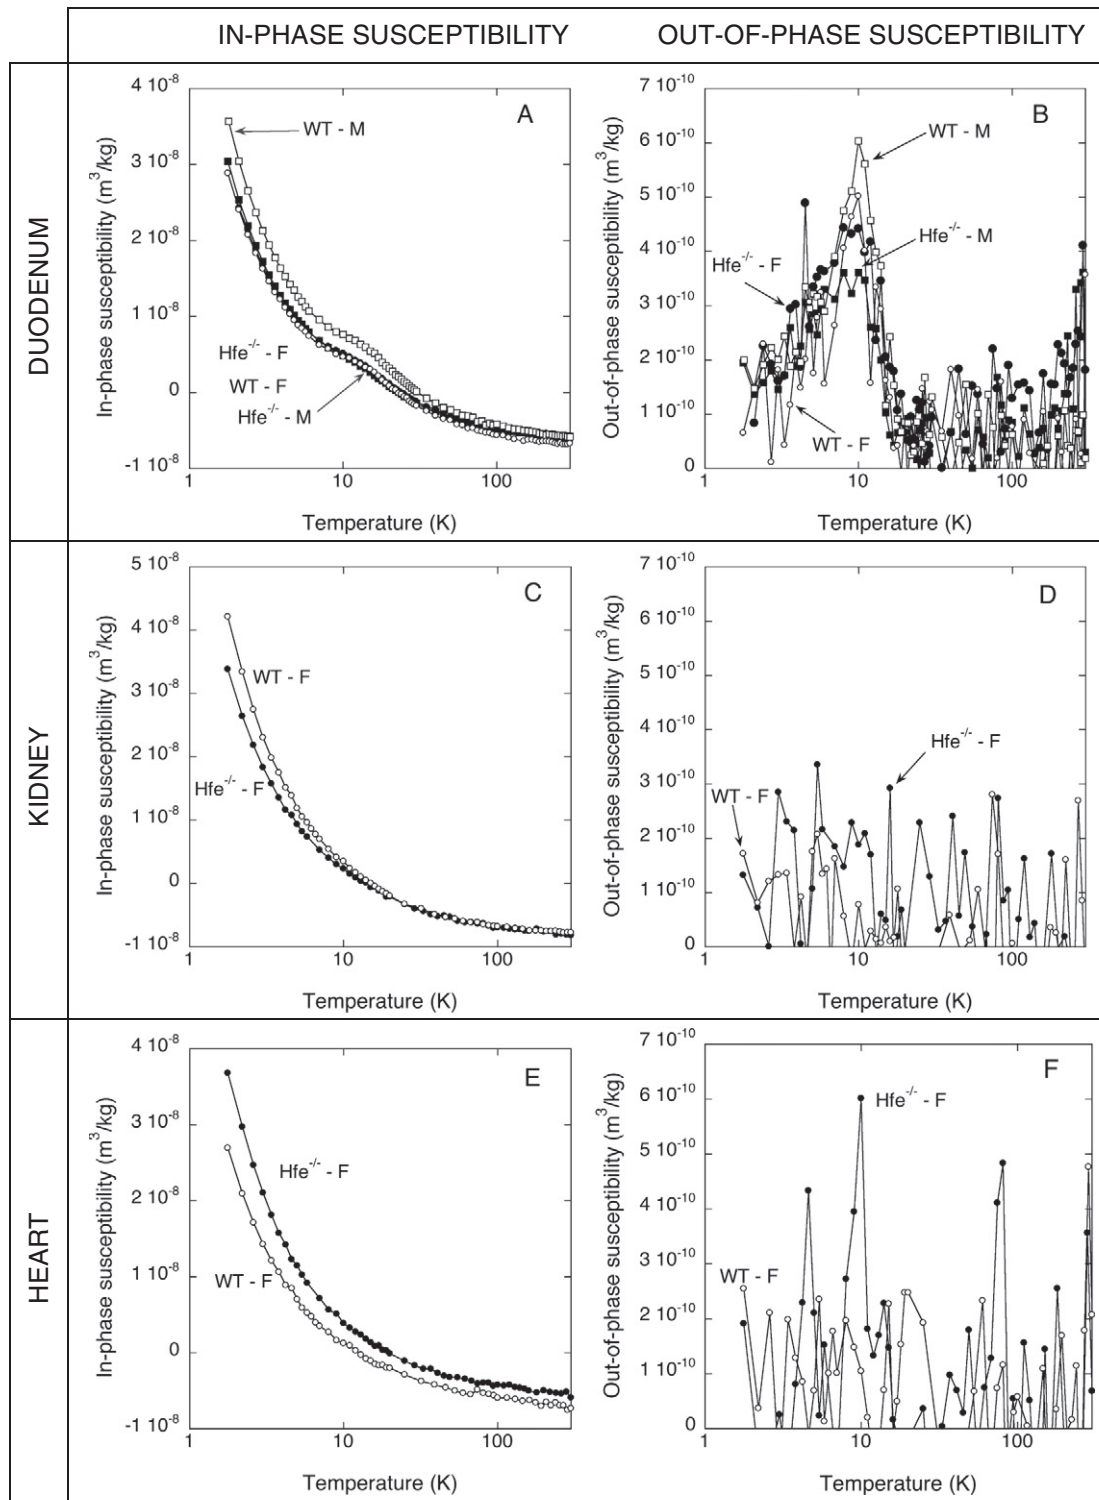 IN-PHASE SUSCEPTIBILITY
OUT-OF-PHASE SUSCEPTIBILITY
DUODENUM
In-phase susceptibility (m³/kg)
4 10⁻⁸
3 10⁻⁸
2 10⁻⁸
1 10⁻⁸
0
-1 10⁻⁸
A
WT - M
Hfe⁻/⁻ - F
WT - F
Hfe⁻/⁻ - M
1
10
100
Temperature (K)
Out-of-phase susceptibility (m³/kg)
7 10⁻¹⁰
6 10⁻¹⁰
5 10⁻¹⁰
4 10⁻¹⁰
3 10⁻¹⁰
2 10⁻¹⁰
1 10⁻¹⁰
0
B
WT - M
Hfe⁻/⁻ - M
Hfe⁻/⁻ - F
WT - F
1
10
100
Temperature (K)
KIDNEY
In-phase susceptibility (m³/kg)
5 10⁻⁸
4 10⁻⁸
3 10⁻⁸
2 10⁻⁸
1 10⁻⁸
0
-1 10⁻⁸
C
WT - F
Hfe⁻/⁻ - F
1
10
100
Temperature (K)
Out-of-phase susceptibility (m³/kg)
7 10⁻¹⁰
6 10⁻¹⁰
5 10⁻¹⁰
4 10⁻¹⁰
3 10⁻¹⁰
2 10⁻¹⁰
1 10⁻¹⁰
0
D
Hfe⁻/⁻ - F
WT - F
1
10
100
Temperature (K)
HEART
In-phase susceptibility (m³/kg)
4 10⁻⁸
3 10⁻⁸
2 10⁻⁸
1 10⁻⁸
0
-1 10⁻⁸
E
Hfe⁻/⁻ - F
WT - F
1
10
100
Temperature (K)
Out-of-phase susceptibility (m³/kg)
7 10⁻¹⁰
6 10⁻¹⁰
5 10⁻¹⁰
4 10⁻¹⁰
3 10⁻¹⁰
2 10⁻¹⁰
1 10⁻¹⁰
0
F
Hfe⁻/⁻ - F
WT - F
1
10
100
Temperature (K)